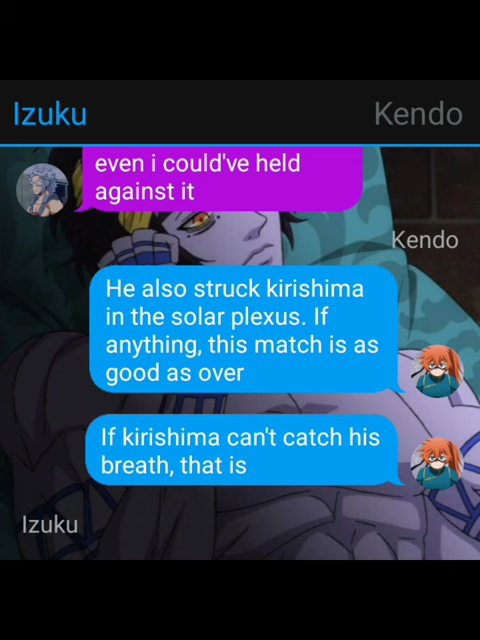 Izuku Kendo
even i could've held
against it
Kendo
He also struck kirishima
in the solar plexus. If
anything, this match is as
good as over
If kirishima can't catch his
breath, that is
Izuku